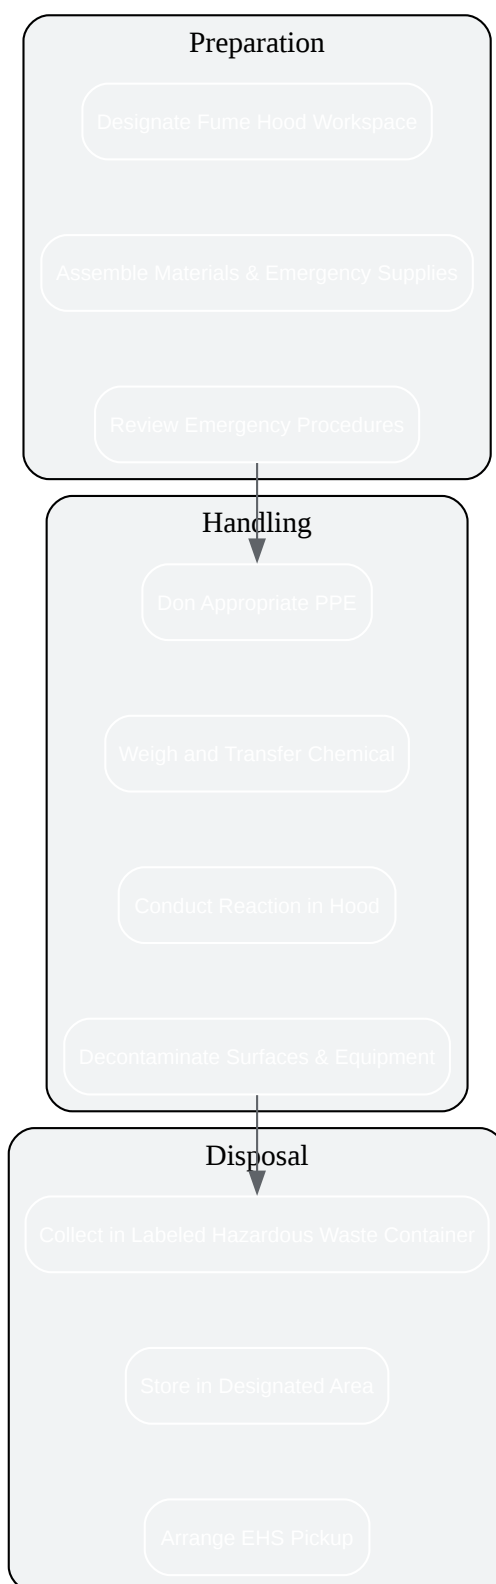 Preparation
Designate Fume Hood Workspace
Assemble Materials & Emergency Supplies
Review Emergency Procedures
Handling
Don Appropriate PPE
Weigh and Transfer Chemical
Conduct Reaction in Hood
Decontaminate Surfaces & Equipment
Disposal
Collect in Labeled Hazardous Waste Container
Store in Designated Area
Arrange EHS Pickup